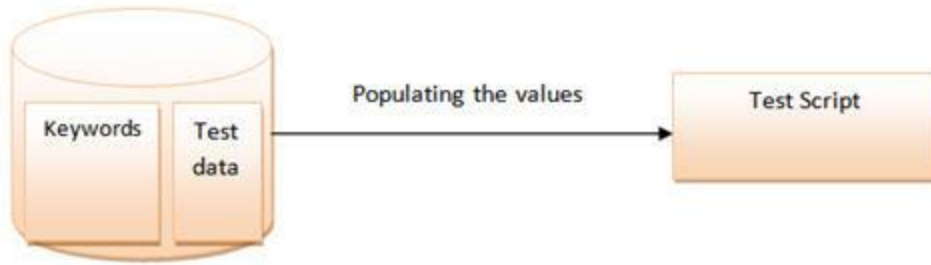 Keywords
Test
data
Populating the values
Test Script